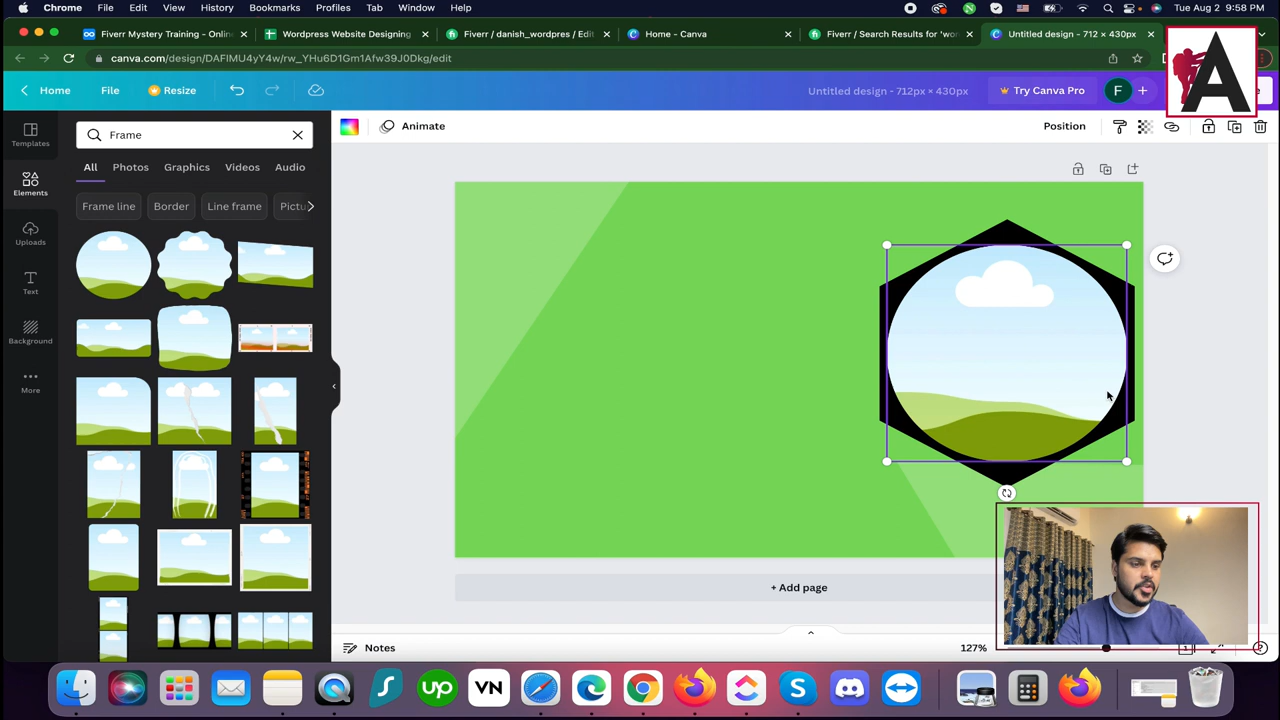 Chrome File Edit View History Bookmarks Profiles Tab Window Help Tue Aug 2 9:58 PM
Fiverr Mystery Training - Onlin
Wordpress Website Designing
Fiverr / danish_wordpres / Edit
Home - Canva
Fiverr / Search Results for 'wor
Untitled design - 712 × 430px
canva.com/design/DAFIMU4yY4w/rw_YHu6D1Gm1Afw39J0Dkg/edit
A
Home File Resize Untitled design - 712px × 430px Try Canva Pro F +
Templates
Elements
Uploads
Text
Background
More
Frame
All Photos Graphics Videos Audio
Frame line Border Line frame Pictu
Animate Position
+ Add page
Notes 127% 1
up VN